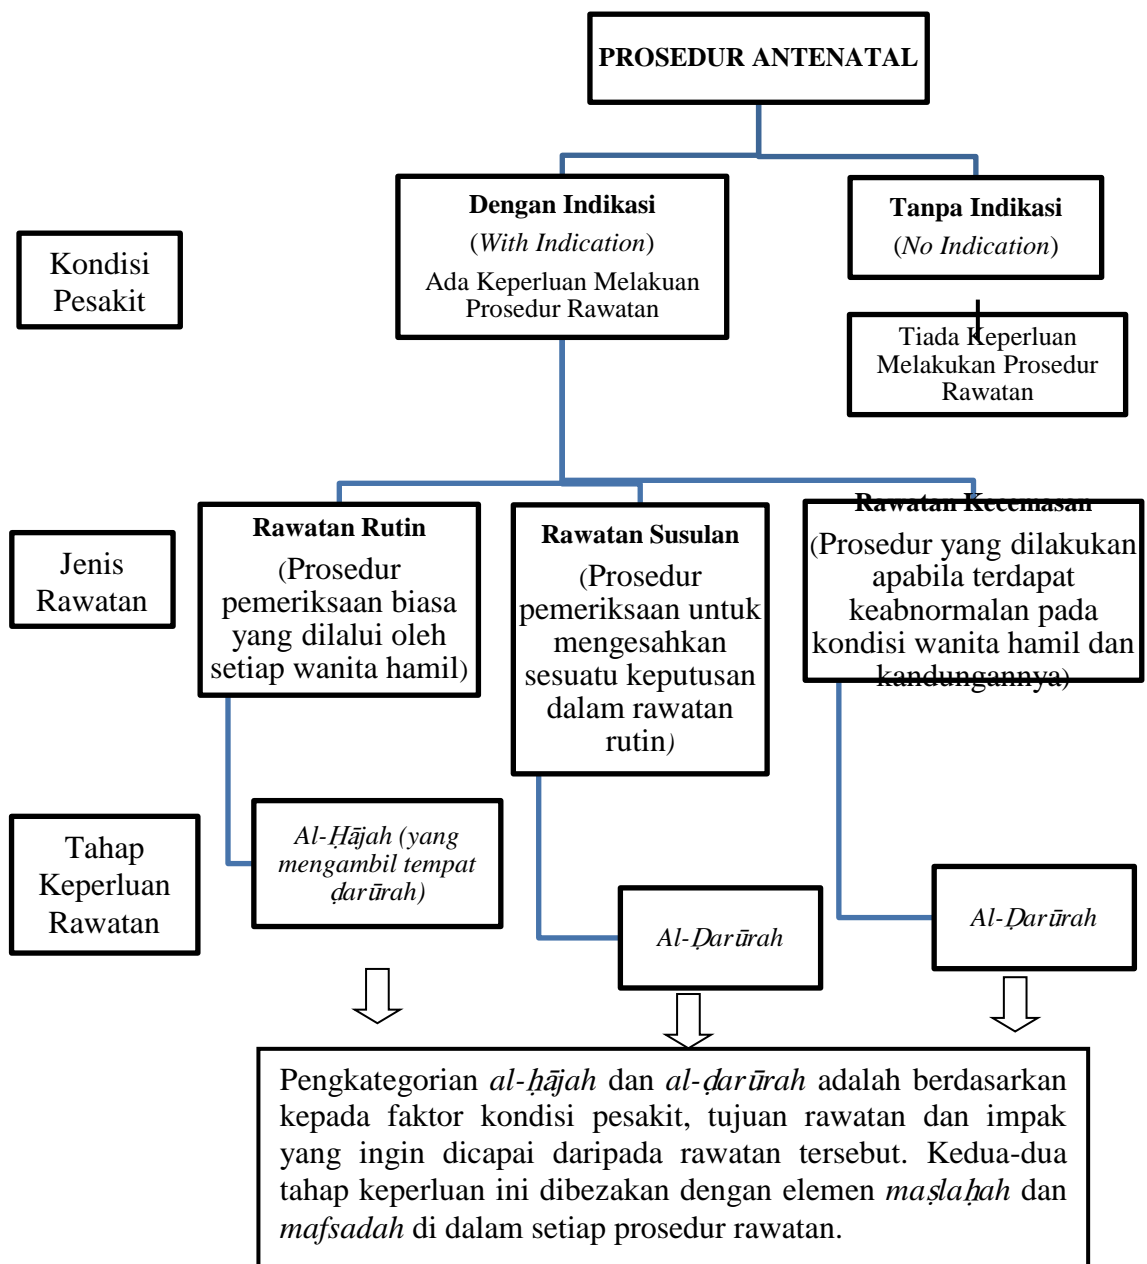 PROSEDUR ANTENATAL
Dengan Indikasi
(With Indication)
Ada Keperluan Melakuan
Prosedur Rawatan
Tanpa Indikasi
(No Indication)
Kondisi
Pesakit
Tiada Keperluan
Melakukan Prosedur
Rawatan
Jenis
Rawatan
Rawatan Rutin
(Prosedur
pemeriksaan biasa
yang dilalui oleh
setiap wanita hamil)
Rawatan Susulan
(Prosedur
pemeriksaan untuk
mengesahkan
sesuatu keputusan
dalam rawatan
rutin)
Rawatan Kecemasan
(Prosedur yang dilakukan
apabila terdapat
keabnormalan pada
kondisi wanita hamil dan
kandungannya)
Tahap
Keperluan
Rawatan
Al-Ḥājah (yang
mengambil tempat
ḍarūrah)
Al-Ḍarūrah
Al-Ḍarūrah
Pengkategorian al-ḥājah dan al-ḍarūrah adalah berdasarkan
kepada faktor kondisi pesakit, tujuan rawatan dan impak
yang ingin dicapai daripada rawatan tersebut. Kedua-dua
tahap keperluan ini dibezakan dengan elemen maṣlaḥah dan
mafsadah di dalam setiap prosedur rawatan.